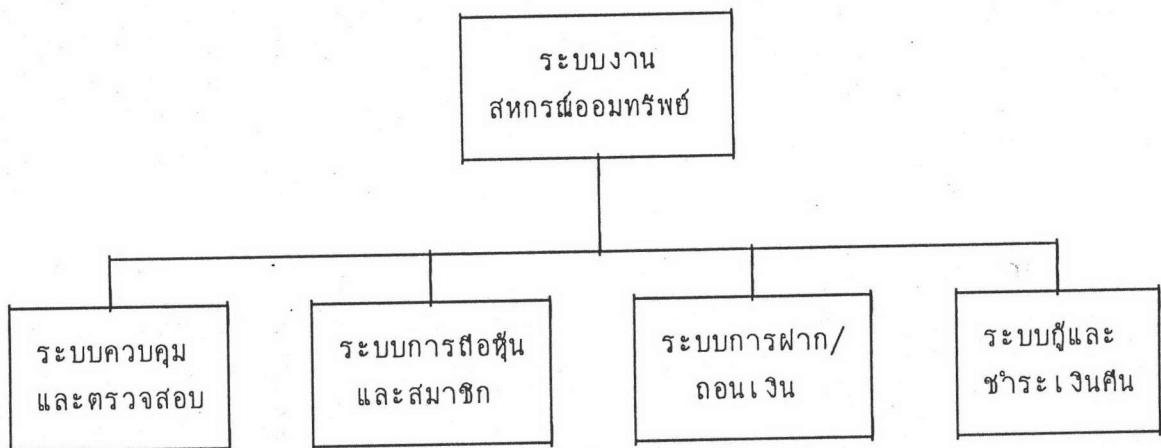 ระบบงาน
สหกรณ์ออมทรัพย์
ระบบควบคุม
และตรวจสอบ
ระบบการถือหุ้น
และสมาชิก
ระบบการฝาก/
ถอนเงิน
ระบบกู้และ
ชำระเงินคืน